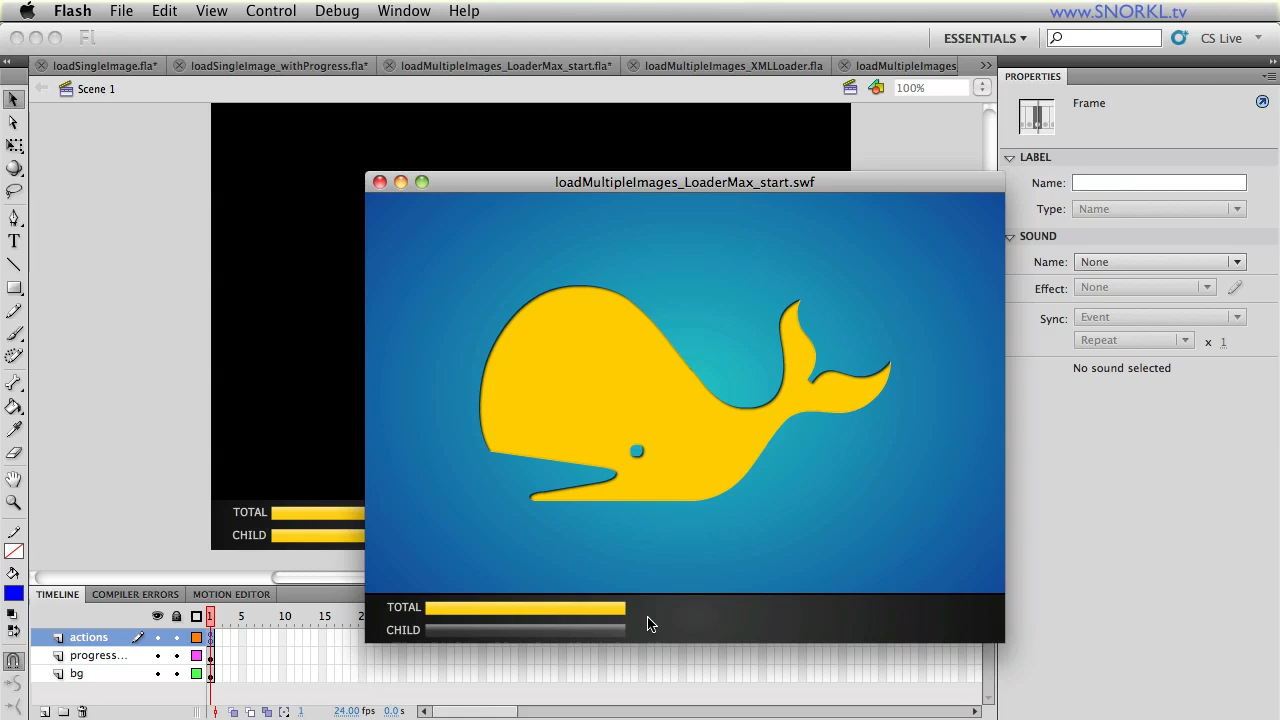 www.SNORKL.tv
Flash File Edit View Control Debug Window Help
Fl ESSENTIALS CS Live
loadSingleImage.fla* loadSingleImage_withProgress.fla* loadMultipleImages_LoaderMax_start.fla* loadMultipleImages_XMLLoader.fla loadMultipleImages
Scene 1 100%
PROPERTIES
Frame
LABEL
Name:
Type: Name
SOUND
Name: None
Effect: None
Sync: Event
Repeat x 1
No sound selected
loadMultipleImages_LoaderMax_start.swf
TOTAL
CHILD
TOTAL
CHILD
TIMELINE COMPILER ERRORS MOTION EDITOR
1 5 10 15 20
actions
progress...
bg
1 24.00 fps 0.0 s